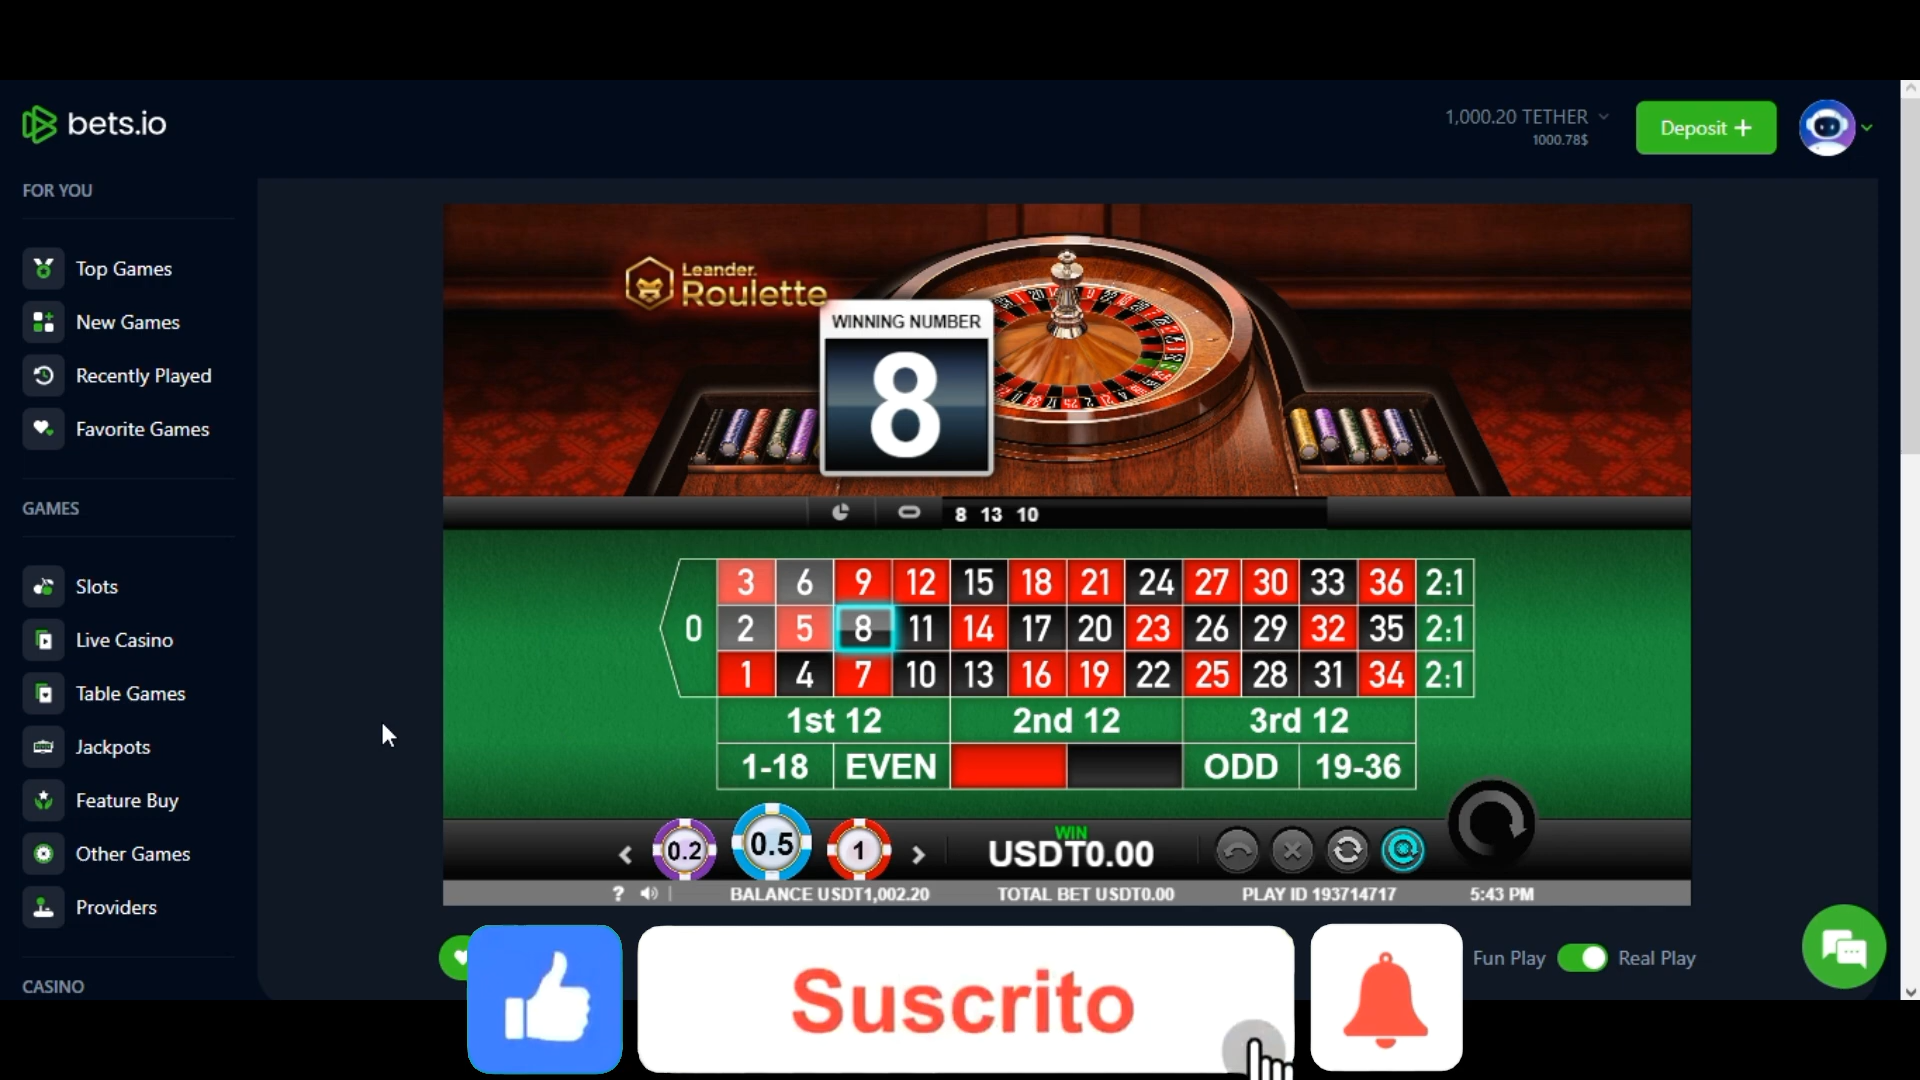 bets.io
1,000.20 TETHER
1000.78$
Deposit +
FOR YOU
Top Games
New Games
Recently Played
Favorite Games
GAMES
Slots
Live Casino
Table Games
Jackpots
Feature Buy
Other Games
Providers
CASINO
Leander.
Roulette
WINNING NUMBER
8
8 13 10
3 6 9 12 15 18 21 24 27 30 33 36 2:1
0 2 5 8 11 14 17 20 23 26 29 32 35 2:1
1 4 7 10 13 16 19 22 25 28 31 34 2:1
1st 12 2nd 12 3rd 12
1-18 EVEN ODD 19-36
0.2 0.5 1
WIN
USDT0.00
? BALANCE USDT1,002.20 TOTAL BET USDT0.00 PLAY ID 193714717 5:43 PM
Fun Play Real Play
Suscrito